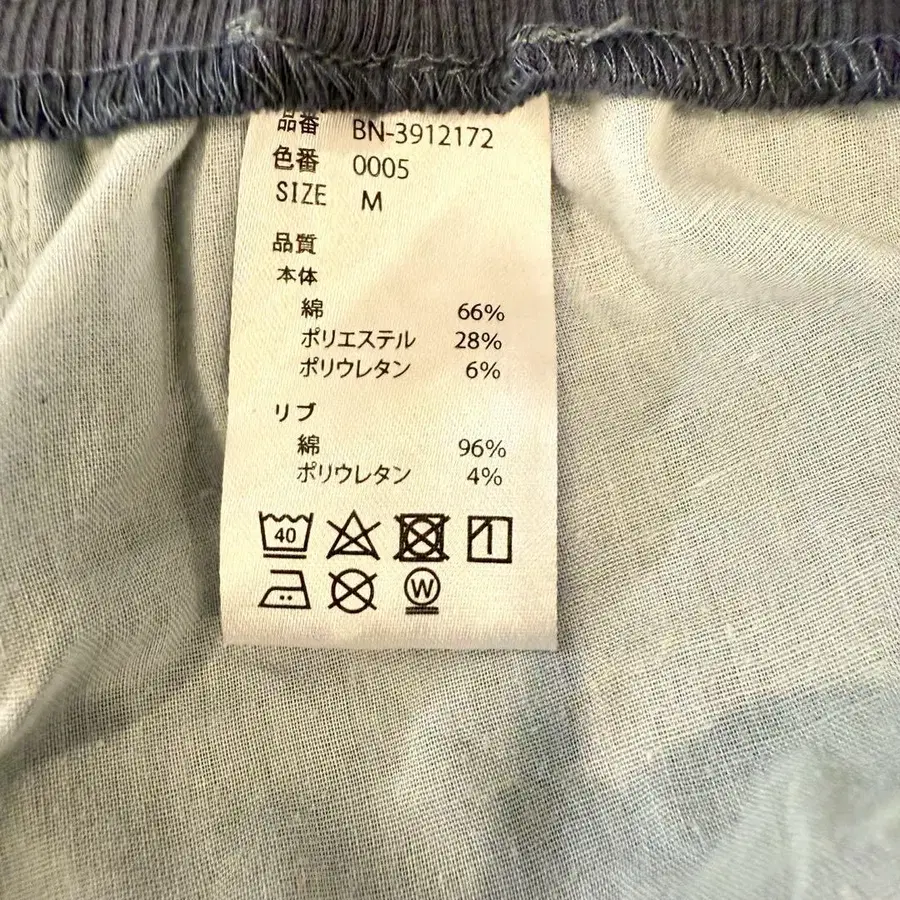 品番 BN-3912172
色番 0005
SIZE M
品質
本体
綿 66%
ポリエステル 28%
ポリウレタン 6%
リブ
綿 96%
ポリウレタン 4%
40
W